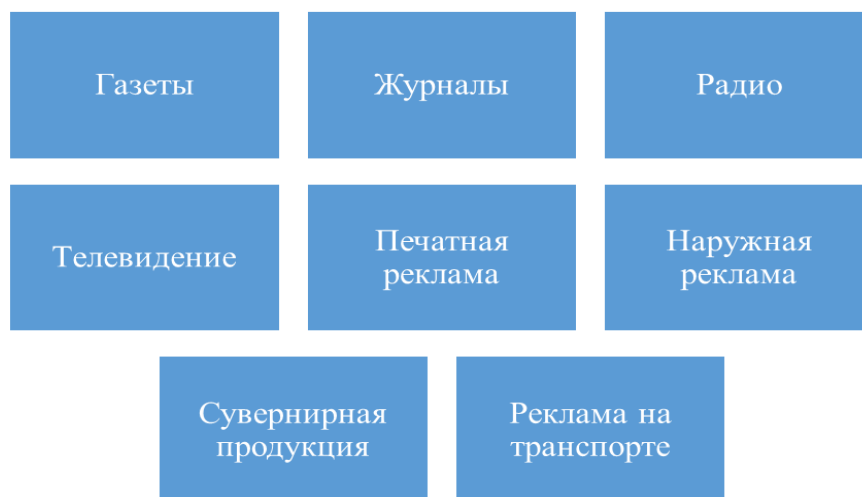 Газеты
Журналы
Радио
Телевидение
Печатная
реклама
Наружная
реклама
Сувернирная
продукция
Реклама на
транспорте